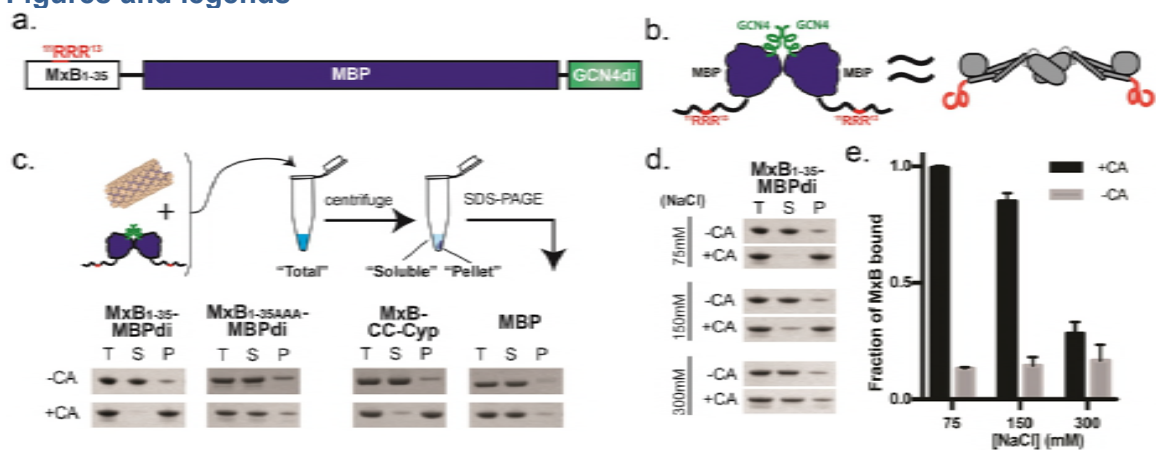 Figures and legends
a.
¹¹RRR¹³
MxB1-35
MBP
GCN4di
b.
GCN4 GCN4
MBP
MBP
¹¹RRR¹³
¹¹RRR¹³
c.
+
centrifuge
SDS-PAGE
"Total"
"Soluble" "Pellet"
MxB1-35-
MBPdi
MxB1-35AAA-
MBPdi
MxB-
CC-Cyp
MBP
T S P
T S P
T S P
T S P
-CA
+CA
d.
MxB1-35-
MBPdi
(NaCl)
T S P
75mM
-CA
+CA
150mM
-CA
+CA
300mM
-CA
+CA
e.
+CA
-CA
Fraction of MxB bound
1.0
0.5
0.0
75
150
300
[NaCl] (mM)